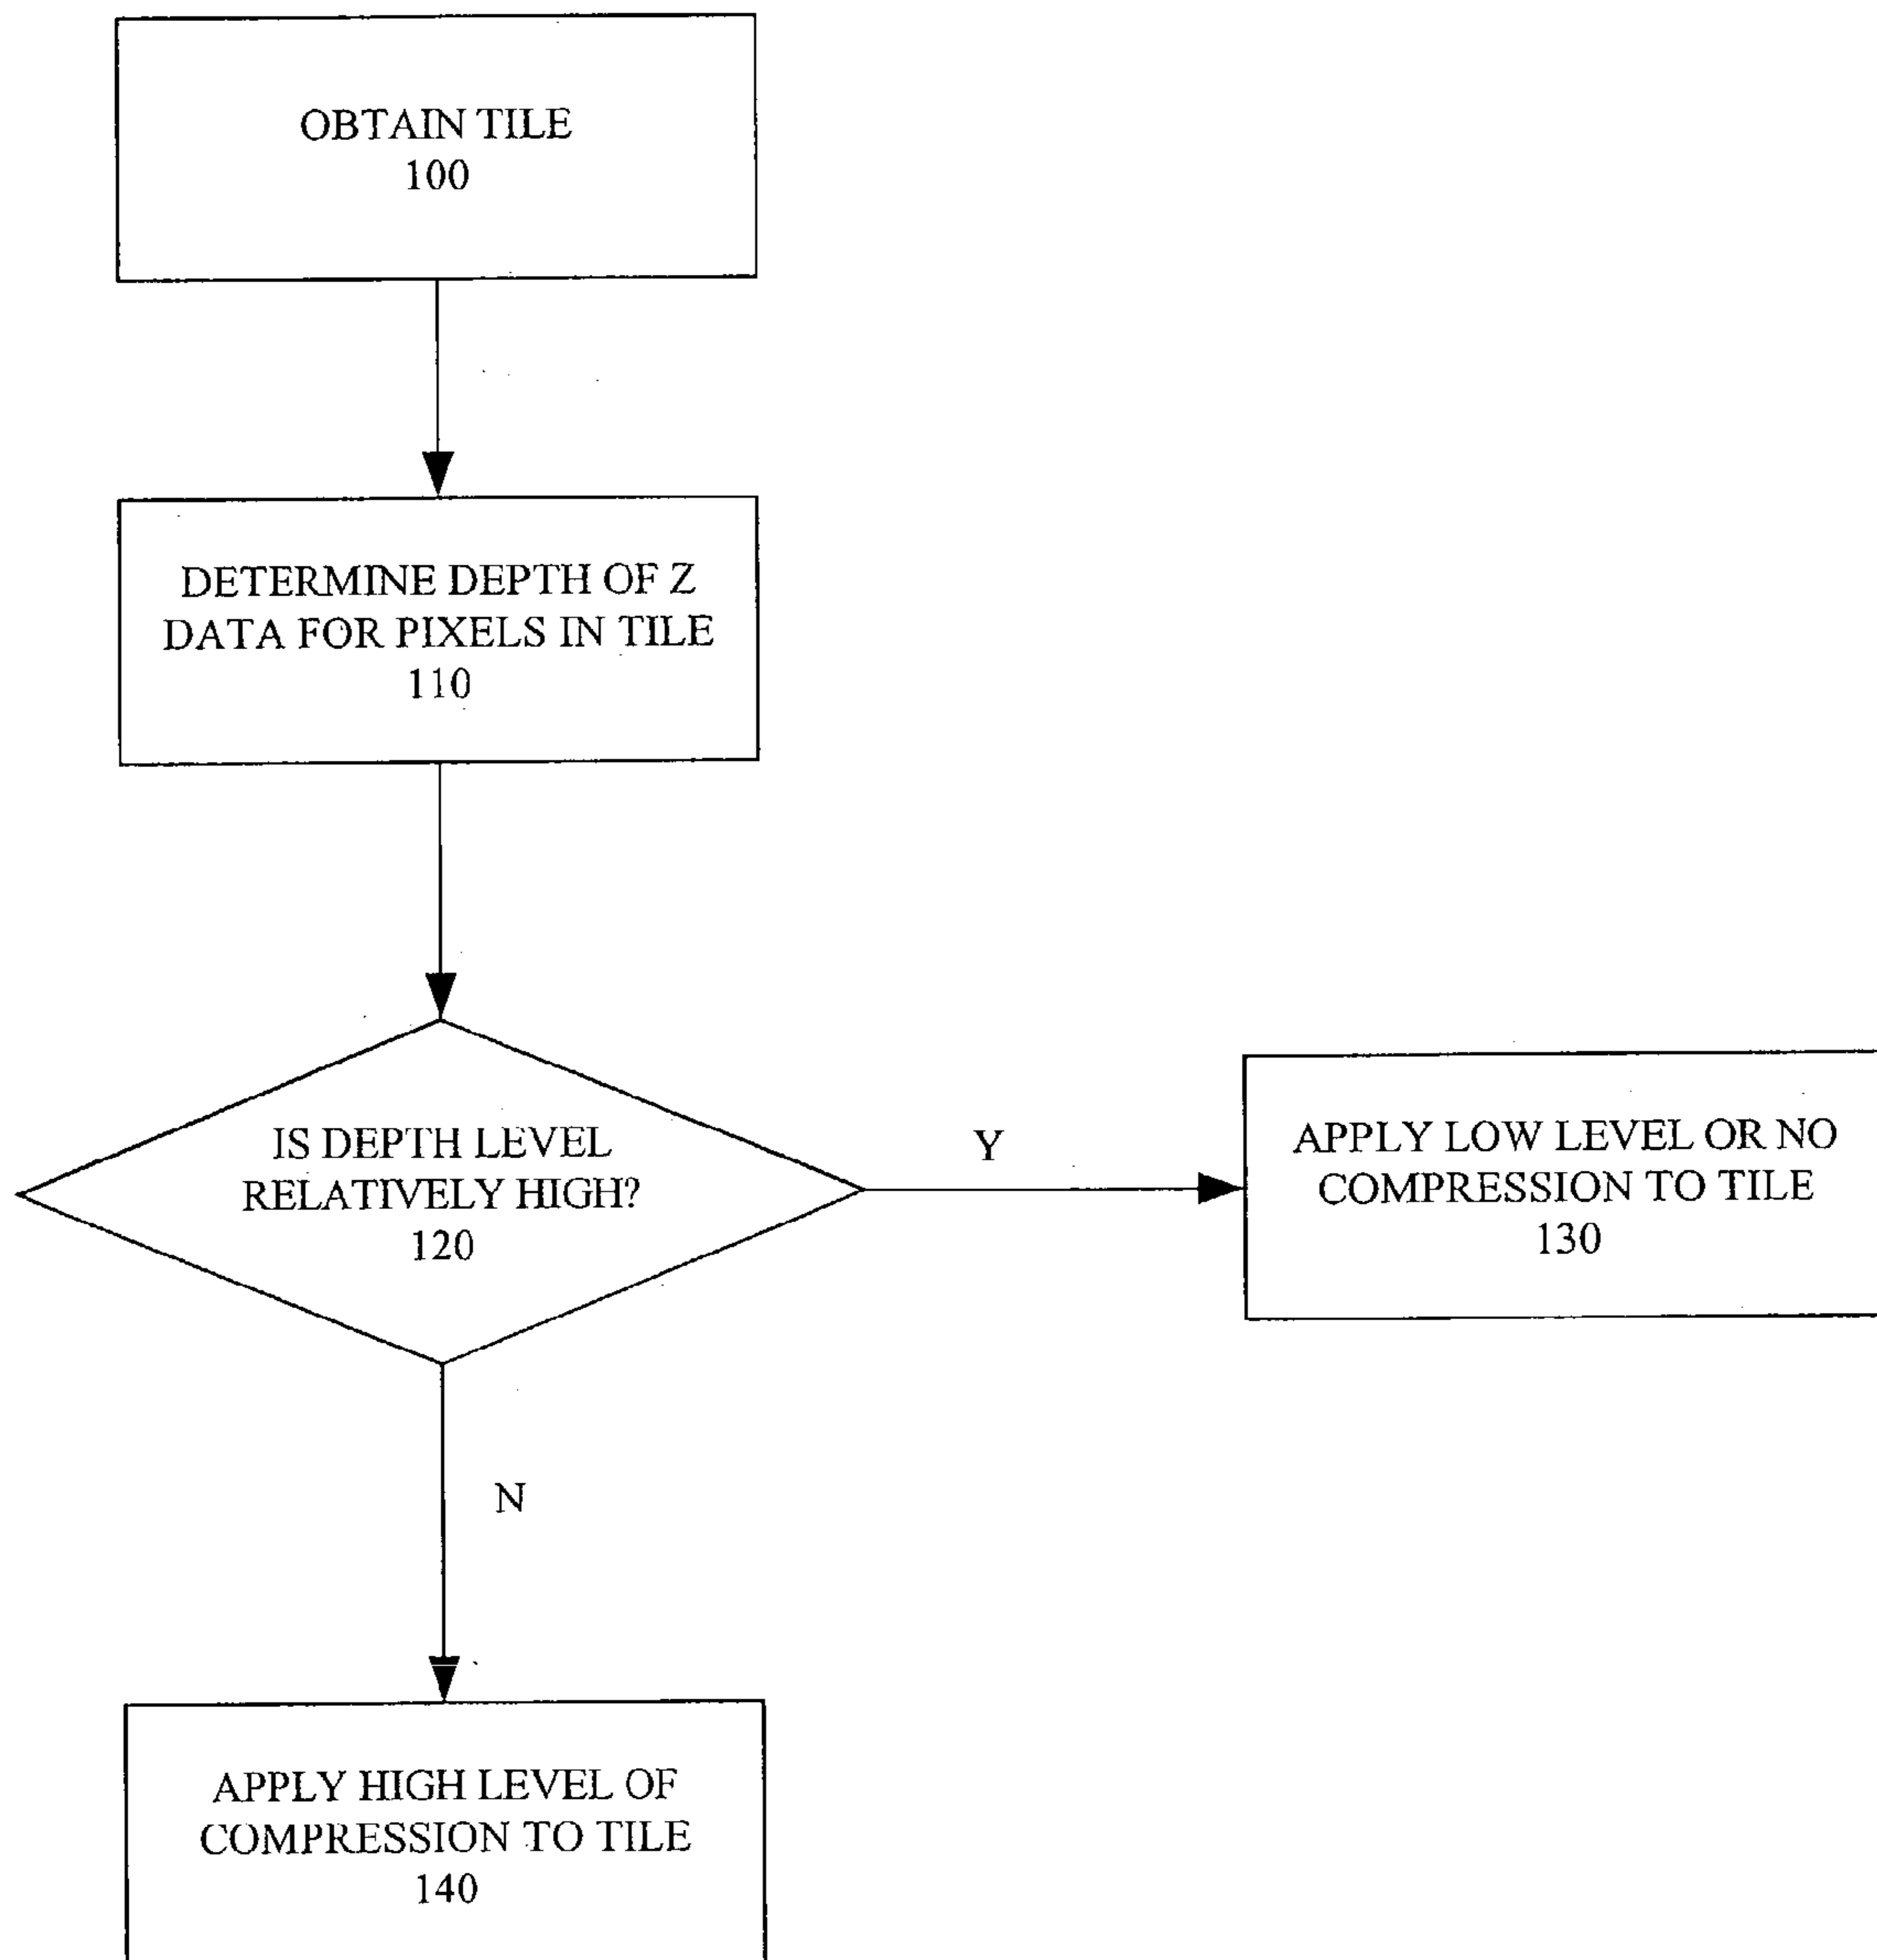 OBTAIN TILE
100
DETERMINE DEPTH OF Z
DATA FOR PIXELS IN TILE
110
IS DEPTH LEVEL
RELATIVELY HIGH?
120
Y
APPLY LOW LEVEL OR NO
COMPRESSION TO TILE
130
N
APPLY HIGH LEVEL OF
COMPRESSION TO TILE
140